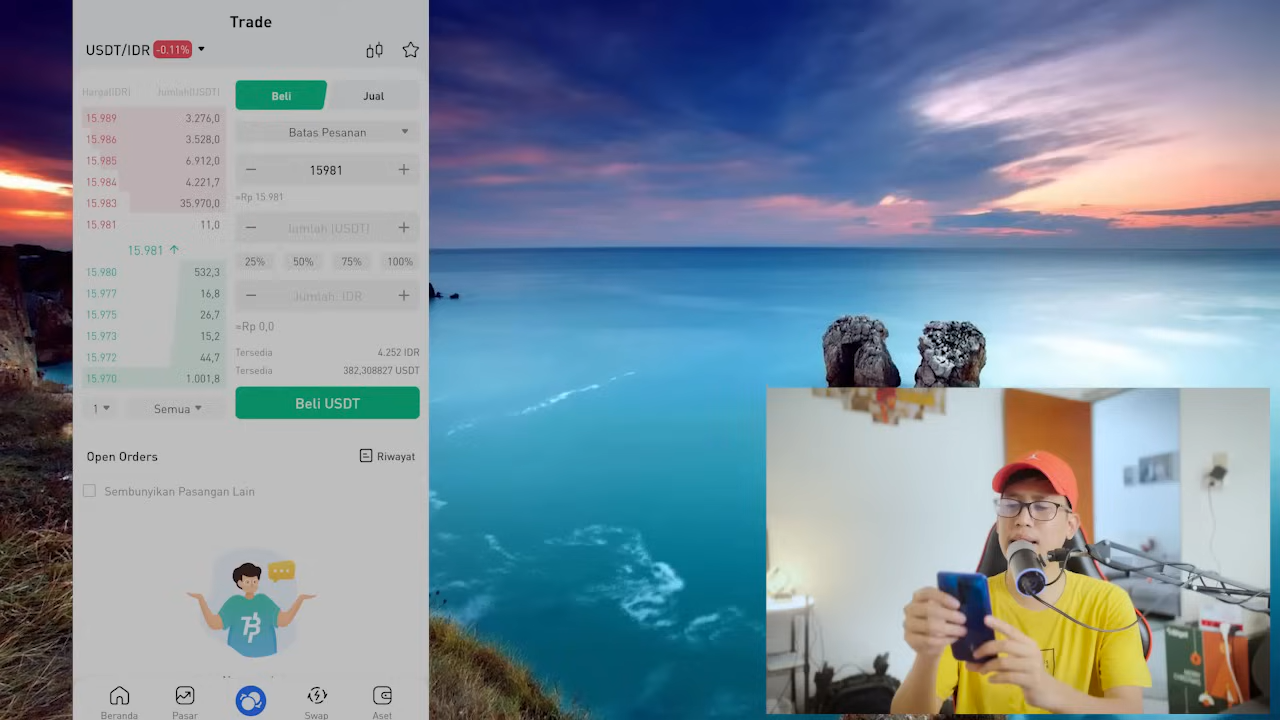 Trade
USDT/IDR -0.11%
Harga(IDR) Jumlah(USDT)
15.989 3.276,0
15.986 3.528,0
15.985 6.912,0
15.984 4.221,7
15.983 35.970,0
15.981 11,0
15.981
15.980 532,3
15.977 16,8
15.975 26,7
15.973 15,2
15.972 44,7
15.970 1.001,8
1 Semua
Beli Jual
Batas Pesanan
15981
≈Rp 15.981
Jumlah (USDT)
25% 50% 75% 100%
Jumlah IDR
≈Rp 0,0
Tersedia 4.252 IDR
Tersedia 382,308827 USDT
Beli USDT
Open Orders Riwayat
Sembunyikan Pasangan Lain
Beranda Pasar Swap Aset